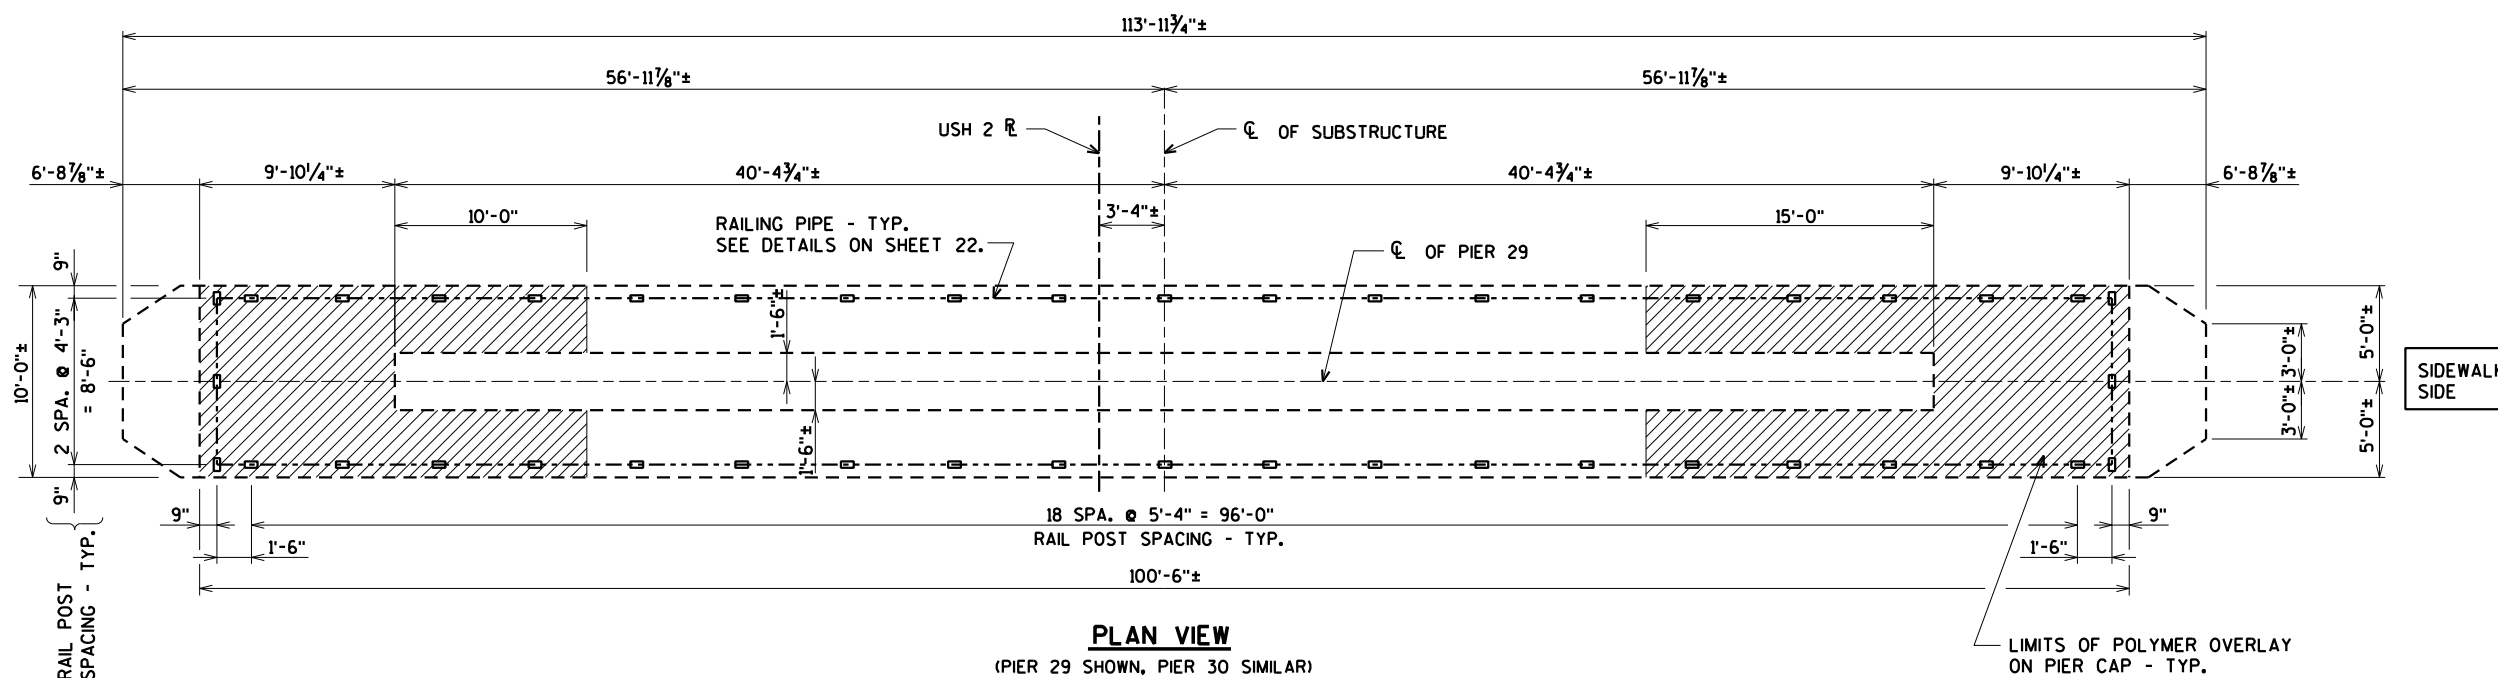 113'-11¾"±
56'-11⅞"±
56'-11⅞"±
USH 2 RL
CL OF SUBSTRUCTURE
6'-8⅞"±
9'-10¼"±
40'-4¾"±
40'-4¾"±
9'-10¼"±
6'-8⅞"±
10'-0"
RAILING PIPE - TYP.
SEE DETAILS ON SHEET 22.
3'-4"±
15'-0"
CL OF PIER 29
9"
10'-0"±
2 SPA. @ 4'-3"
= 8'-6"
9"
1'-6"±
1'-6"±
3'-0"±
3'-0"±
5'-0"±
5'-0"±
SIDEWALK
SIDE
9"
18 SPA. @ 5'-4" = 96'-0"
RAIL POST SPACING - TYP.
9"
1'-6"
1'-6"
100'-6"±
RAIL POST
SPACING - TYP.
PLAN VIEW
(PIER 29 SHOWN, PIER 30 SIMILAR)
LIMITS OF POLYMER OVERLAY
ON PIER CAP - TYP.